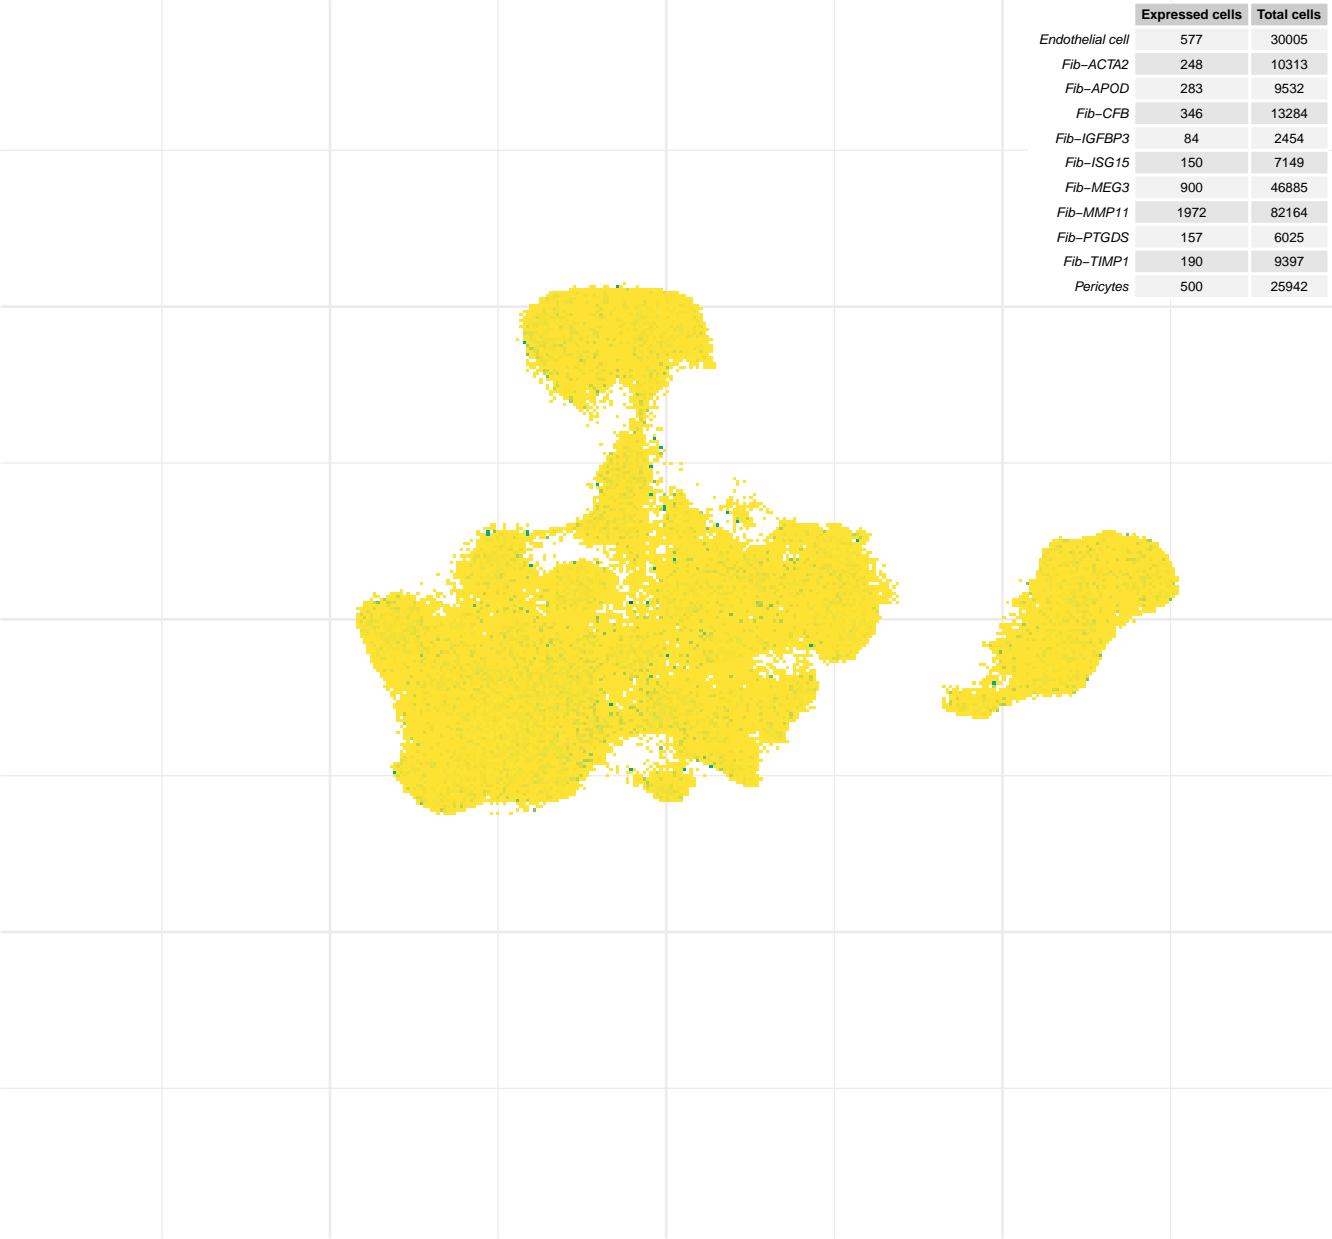 Expressed cells Total cells
Endothelial cell 577 30005
Fib−ACTA2 248 10313
Fib−APOD 283 9532
Fib−CFB 346 13284
Fib−IGFBP3 84 2454
Fib−ISG15 150 7149
Fib−MEG3 900 46885
Fib−MMP11 1972 82164
Fib−PTGDS 157 6025
Fib−TIMP1 190 9397
Pericytes 500 25942